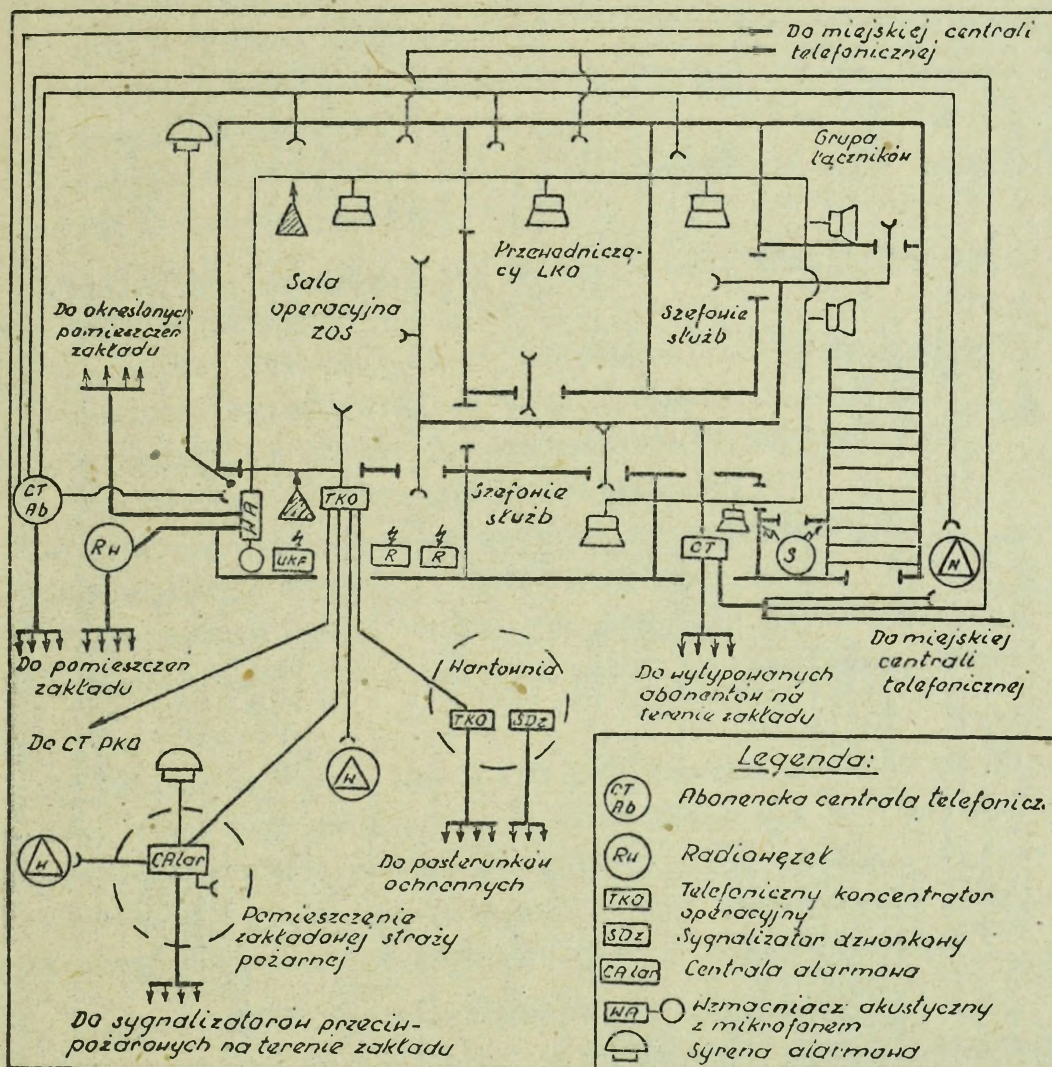 Do miejskiej centrali
telefonicznej
Grupa
łączników
Sala
operacyjna
ZOS
Przewodniczą-
cy LKO
Szefowie
służb
Do określonych
pomieszczeń
zakładu
CT
Ab
RW
WA
UKF
TKO
R
R
Szefowie
służb
CT
S
N
Do pomieszczeń
zakładu
Do CT PKO
Wartownia
TKO
SDz
Do wytypowanych
abonentów na
terenie zakładu
Do miejskiej
centrali
telefonicznej
W
W
CAlar
Do posterunków
ochronnych
Pomieszczenie
zakładowej straży
pożarnej
Do sygnalizatorów przeciw-
pożarowych na terenie zakładu
Legenda:
CT
Ab
Abonencka centrala telefonicz.
RW
Radiowęzeł
TKO
Telefoniczny koncentrator
operacyjny
SDz
Sygnalizator dzwonkowy
CAlar
Centrala alarmowa
WA
Wzmacniacz akustyczny
z mikrofonem
Syrena alarmowa